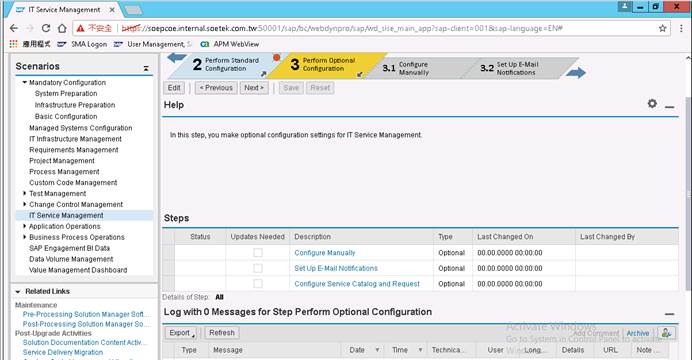 IT Service Management
不安全 | https://soepcoe.internal.soetek.com.tw:50001/sap/bc/webdynpro/sap/wd_sise_main_app?sap-client=001&sap-language=EN#
應用程式 SMA Logon User Management, S CAb - APM WebView
Scenarios
Mandatory Configuration
System Preparation
Infrastructure Preparation
Basic Configuration
Managed Systems Configuration
IT Infrastructure Management
Requirements Management
Project Management
Process Management
Custom Code Management
Test Management
Change Control Management
IT Service Management
Application Operations
Business Process Operations
SAP Engagement BI Data
Data Volume Management
Value Management Dashboard
Related Links
Maintenance
Pre-Processing Solution Manager Soft...
Post-Processing Solution Manager So...
Post-Upgrade Activities
Solution Documentation Content Activ...
Service Delivery Migration
2 Perform Standard Configuration
3 Perform Optional Configuration
3.1 Configure Manually
3.2 Set Up E-Mail Notifications
Edit < Previous Next > Save Reset
Help
In this step, you make optional configuration settings for IT Service Management.
Steps
Status Updates Needed Description Type Last Changed On Last Changed By
Configure Manually Optional 00.00.0000 00:00:00
Set Up E-Mail Notifications Optional 00.00.0000 00:00:00
Configure Service Catalog and Request Optional 00.00.0000 00:00:00
Details of Step: All
Log with 0 Messages for Step Perform Optional Configuration
Export Refresh Add Comment Archive
Type Message Date Time Technica... User Long... Details URL Note ...
Activate Windows
Go to System in Control Panel to activate